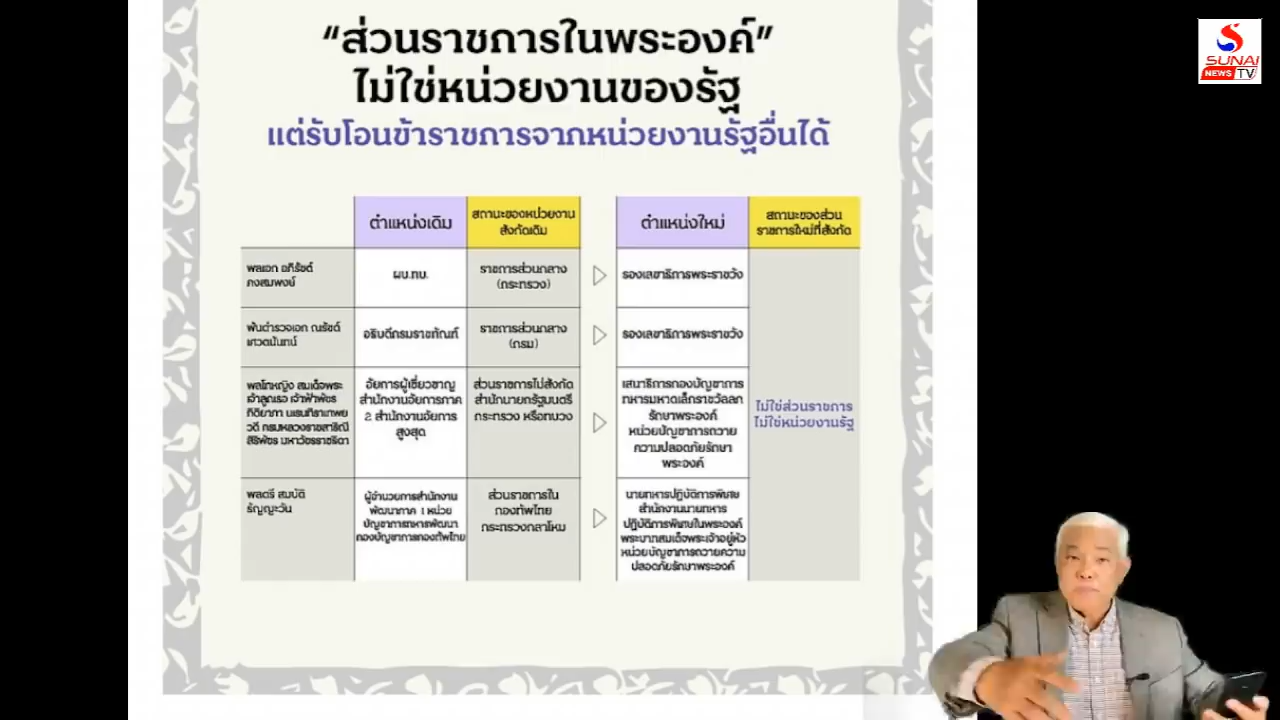 “ส่วนราชการในพระองค์”
ไม่ใช่หน่วยงานของรัฐ
แต่รับโอนข้าราชการจากหน่วยงานรัฐอื่นได้
ตำแหน่งเดิม
สถานะของหน่วยงาน
สังกัดเดิม
ตำแหน่งใหม่
สถานะของส่วน
ราชการใหม่ที่สังกัด
พลเอก อภิรัชต์
คงสมพงษ์
ผบ.ทบ.
ราชการส่วนกลาง
(กระทรวง)
รองเลขาธิการพระราชวัง
พันตำรวจเอก ณรัชต์
เศวตนันทน์
อธิบดีกรมราชทัณฑ์
ราชการส่วนกลาง
(กรม)
รองเลขาธิการพระราชวัง
พลโทหญิง สมเด็จพระ
เจ้าลูกเธอ เจ้าฟ้าพัชร
กิติยาภา นเรนทิราเทพย
วดี กรมหลวงราชสาริณี
สิริพัชร มหาวัชรราชธิดา
อัยการผู้เชี่ยวชาญ
สำนักงานอัยการภาค
2 สำนักงานอัยการ
สูงสุด
ส่วนราชการไม่สังกัด
สำนักนายกรัฐมนตรี
กระทรวง หรือทบวง
เสนาธิการกองบัญชาการ
ทหารมหาดเล็กราชวัลลภ
รักษาพระองค์
หน่วยบัญชาการถวาย
ความปลอดภัยรักษา
พระองค์
ไม่ใช่ส่วนราชการ
ไม่ใช่หน่วยงานรัฐ
พลตรี สมบัติ
ธัญญะวัน
ผู้อำนวยการสำนักงาน
พัฒนาภาค 1 หน่วย
บัญชาการทหารพัฒนา
กองบัญชาการกองทัพไทย
ส่วนราชการใน
กองทัพไทย
กระทรวงกลาโหม
นายทหารปฏิบัติการพิเศษ
สำนักงานนายทหาร
ปฏิบัติการพิเศษในพระองค์
พระบาทสมเด็จพระเจ้าอยู่หัว
หน่วยบัญชาการถวายความ
ปลอดภัยรักษาพระองค์
SUNAI
NEWS TV